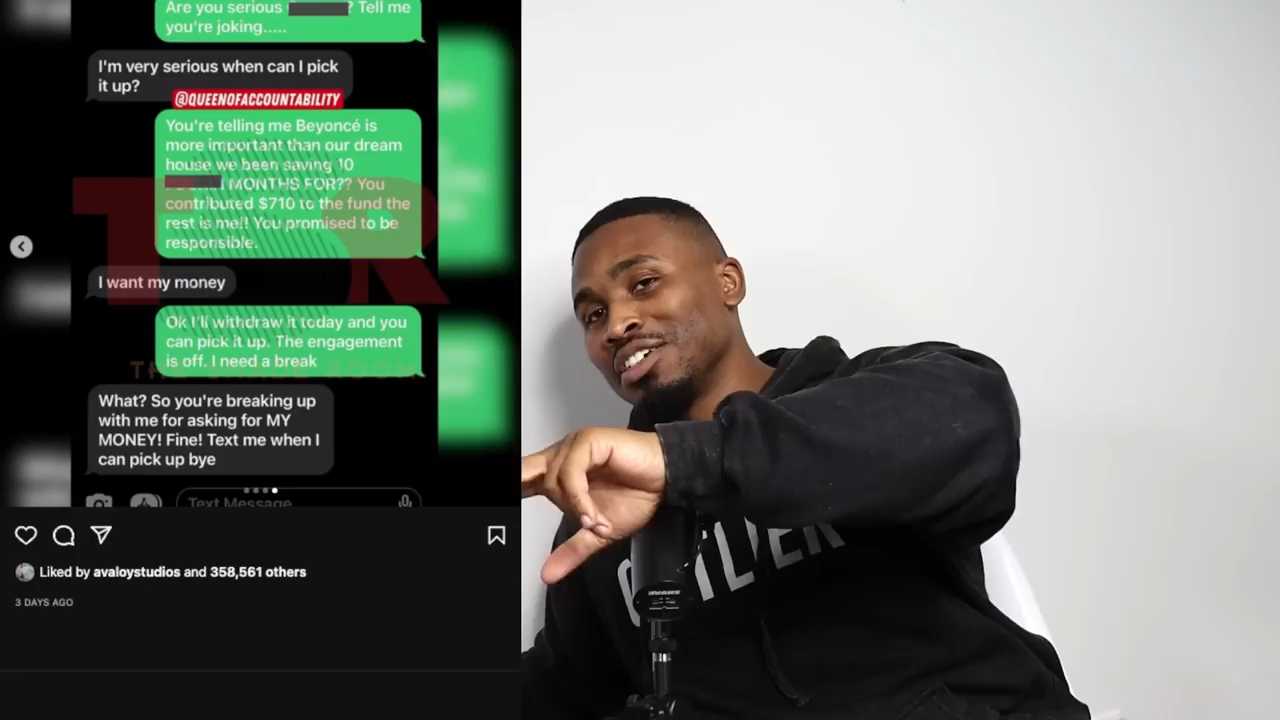 Are you serious ? Tell me
you're joking.....
I'm very serious when can I pick
it up?
@QUEENOFACCOUNTABILITY
You're telling me Beyoncé is
more important than our dream
house we been saving 10
MONTHS FOR?? You
contributed $710 to the fund the
rest is me!! You promised to be
responsible.
I want my money
Ok I'll withdraw it today and you
can pick it up. The engagement
is off. I need a break
What? So you're breaking up
with me for asking for MY
MONEY! Fine! Text me when I
can pick up bye
Text Message
Liked by avaloystudios and 358,561 others
3 DAYS AGO